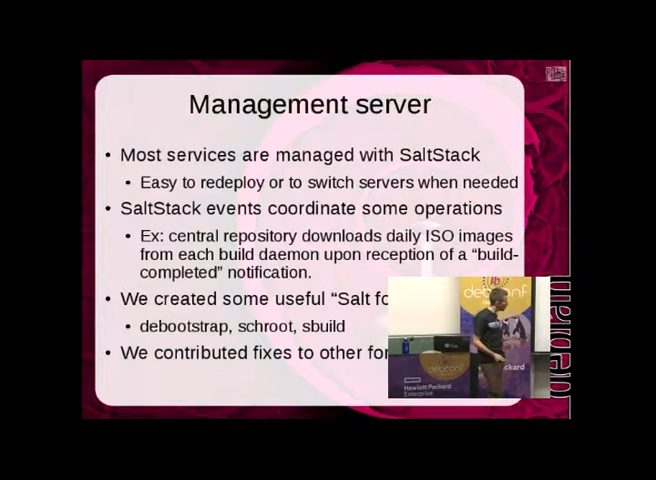 Management server
• Most services are managed with SaltStack
• Easy to redeploy or to switch servers when needed
• SaltStack events coordinate some operations
• Ex: central repository downloads daily ISO images
from each build daemon upon reception of a “build-
completed” notification.
• We created some useful “Salt fo
• debootstrap, schroot, sbuild
• We contributed fixes to other for
debconf
ckard
debconf
Hewlett Packard
Enterprise
debian